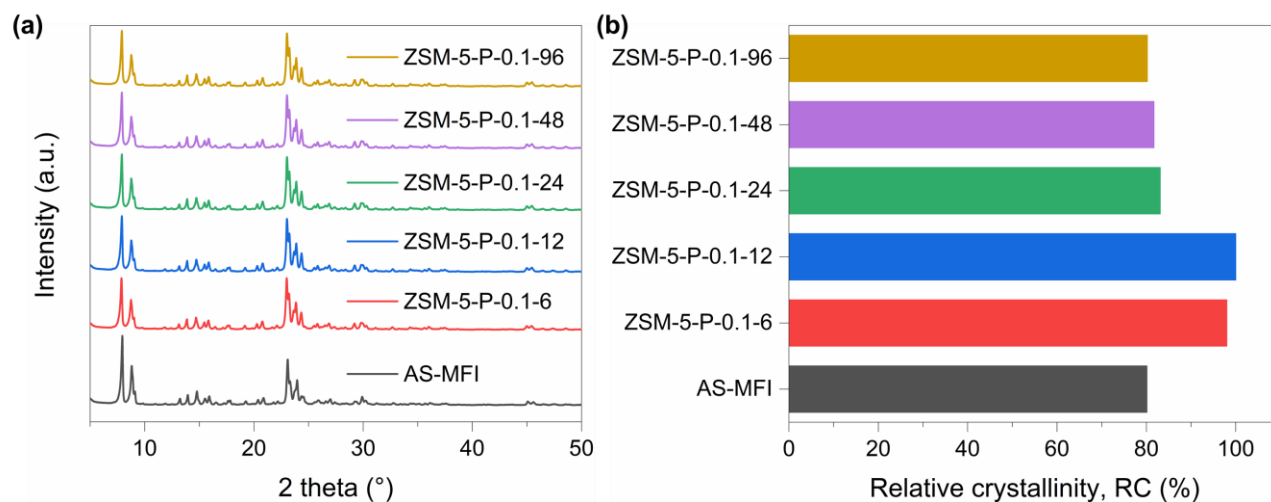 (a)
ZSM-5-P-0.1-96
ZSM-5-P-0.1-48
ZSM-5-P-0.1-24
ZSM-5-P-0.1-12
ZSM-5-P-0.1-6
AS-MFI
Intensity (a.u.)
10
20
30
40
50
2 theta (°)
(b)
ZSM-5-P-0.1-96
ZSM-5-P-0.1-48
ZSM-5-P-0.1-24
ZSM-5-P-0.1-12
ZSM-5-P-0.1-6
AS-MFI
0
20
40
60
80
100
Relative crystallinity, RC (%)